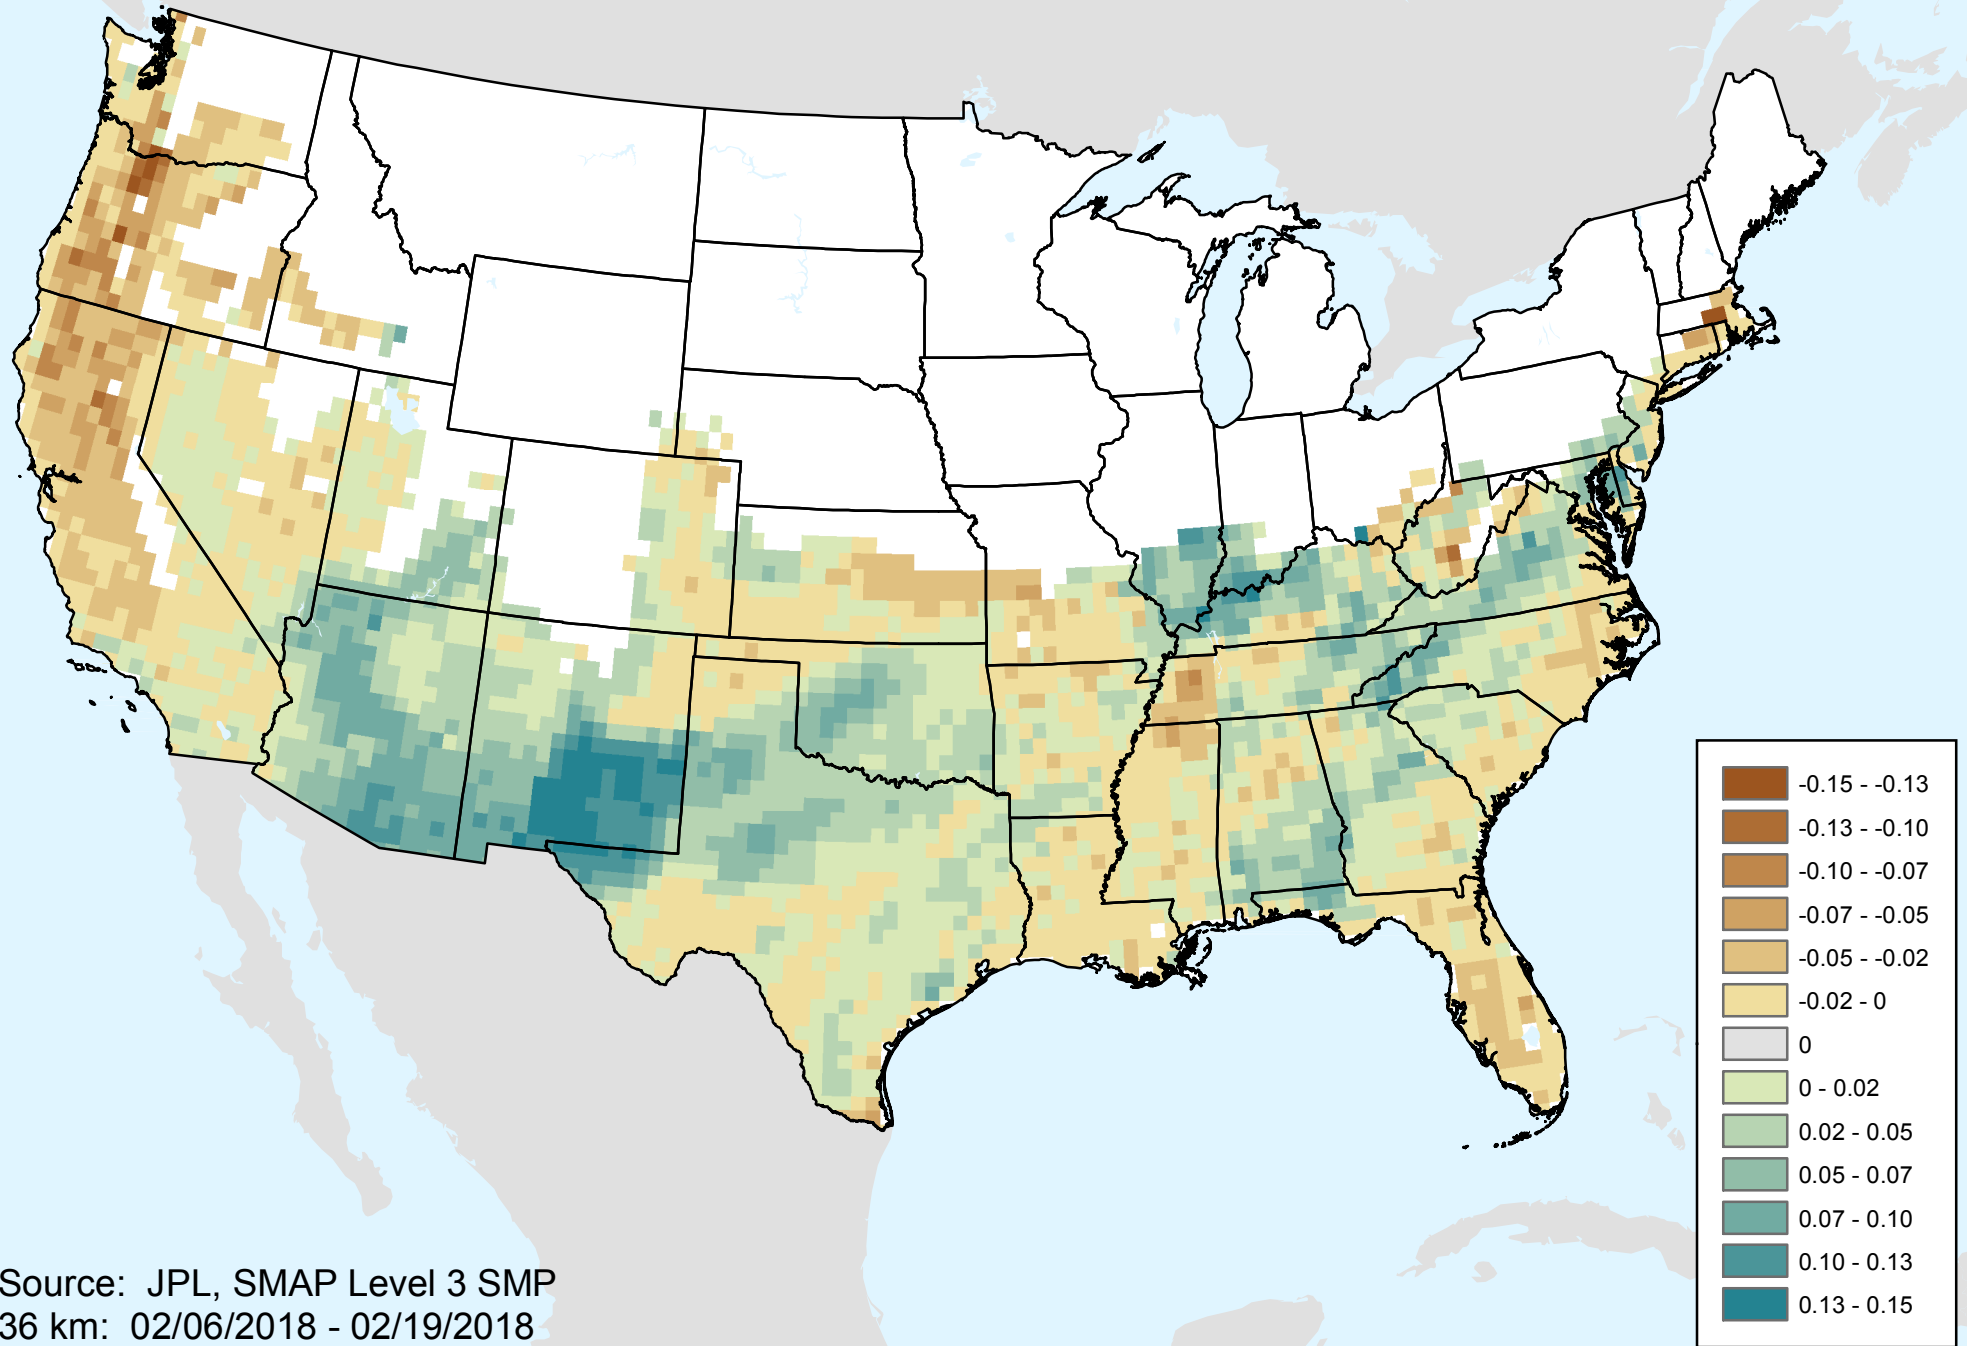 -0.15 - -0.13
-0.13 - -0.10
-0.10 - -0.07
-0.07 - -0.05
-0.05 - -0.02
-0.02 - 0
0
0 - 0.02
0.02 - 0.05
0.05 - 0.07
0.07 - 0.10
0.10 - 0.13
0.13 - 0.15
Source: JPL, SMAP Level 3 SMP
36 km: 02/06/2018 - 02/19/2018